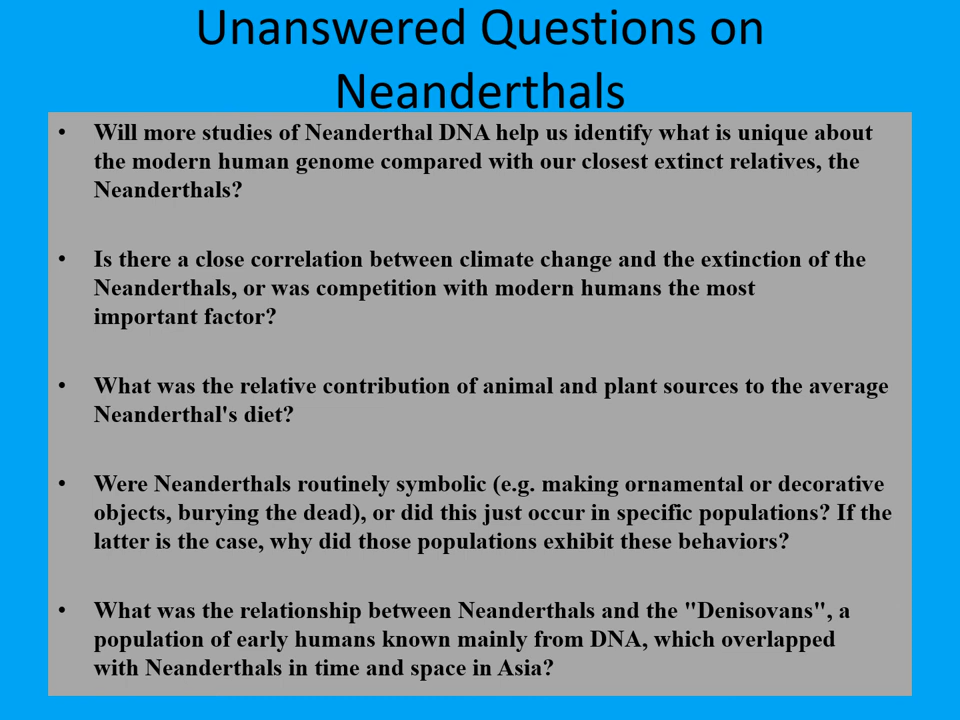 Unanswered Questions on
Neanderthals
• Will more studies of Neanderthal DNA help us identify what is unique about
the modern human genome compared with our closest extinct relatives, the
Neanderthals?
• Is there a close correlation between climate change and the extinction of the
Neanderthals, or was competition with modern humans the most
important factor?
• What was the relative contribution of animal and plant sources to the average
Neanderthal's diet?
• Were Neanderthals routinely symbolic (e.g. making ornamental or decorative
objects, burying the dead), or did this just occur in specific populations? If the
latter is the case, why did those populations exhibit these behaviors?
• What was the relationship between Neanderthals and the "Denisovans", a
population of early humans known mainly from DNA, which overlapped
with Neanderthals in time and space in Asia?